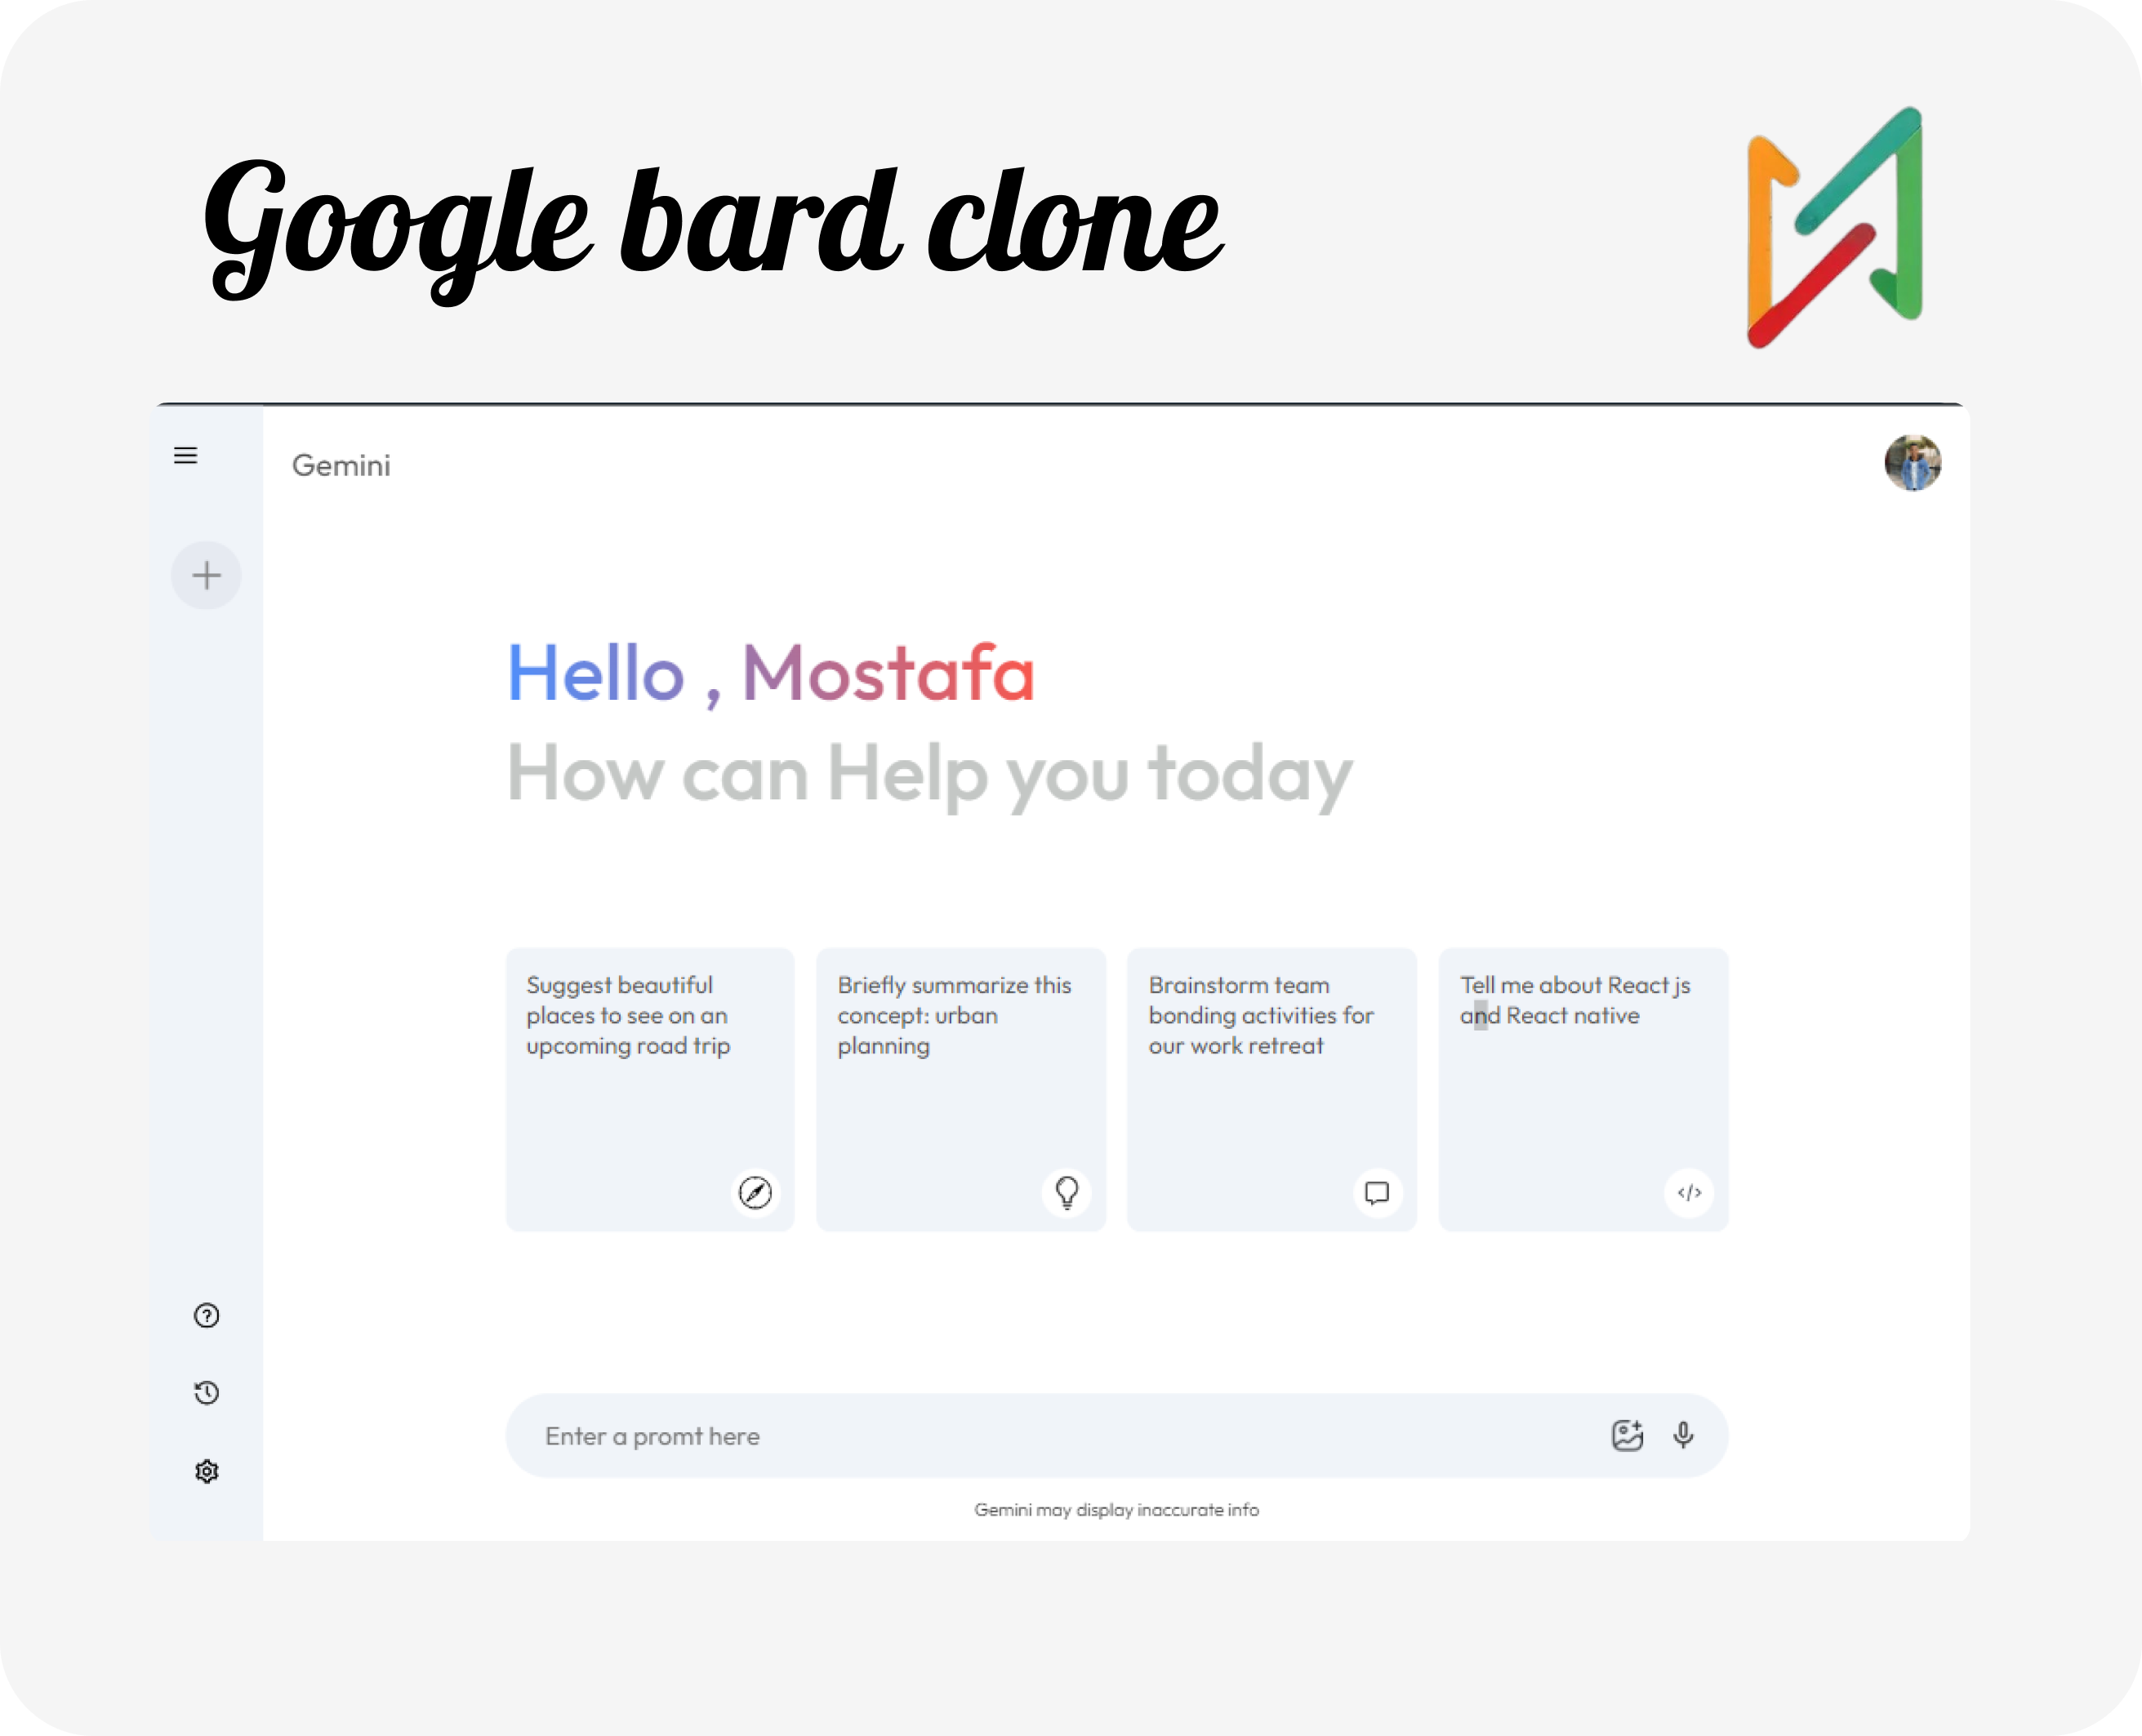 Google bard clone
Gemini
Hello , Mostafa
How can Help you today
Suggest beautiful
places to see on an
upcoming road trip
Briefly summarize this
concept: urban
planning
Brainstorm team
bonding activities for
our work retreat
Tell me about React js
and React native
Enter a promt here
Gemini may display inaccurate info